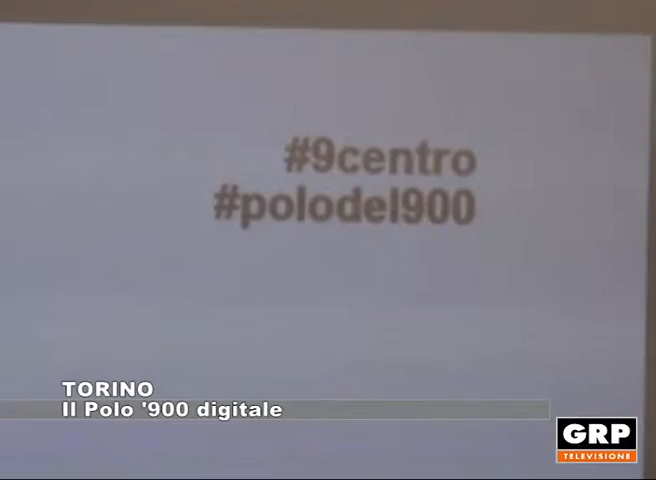 #9centro
#polodel900
TORINO
Il Polo '900 digitale
GRP
TELEVISIONE